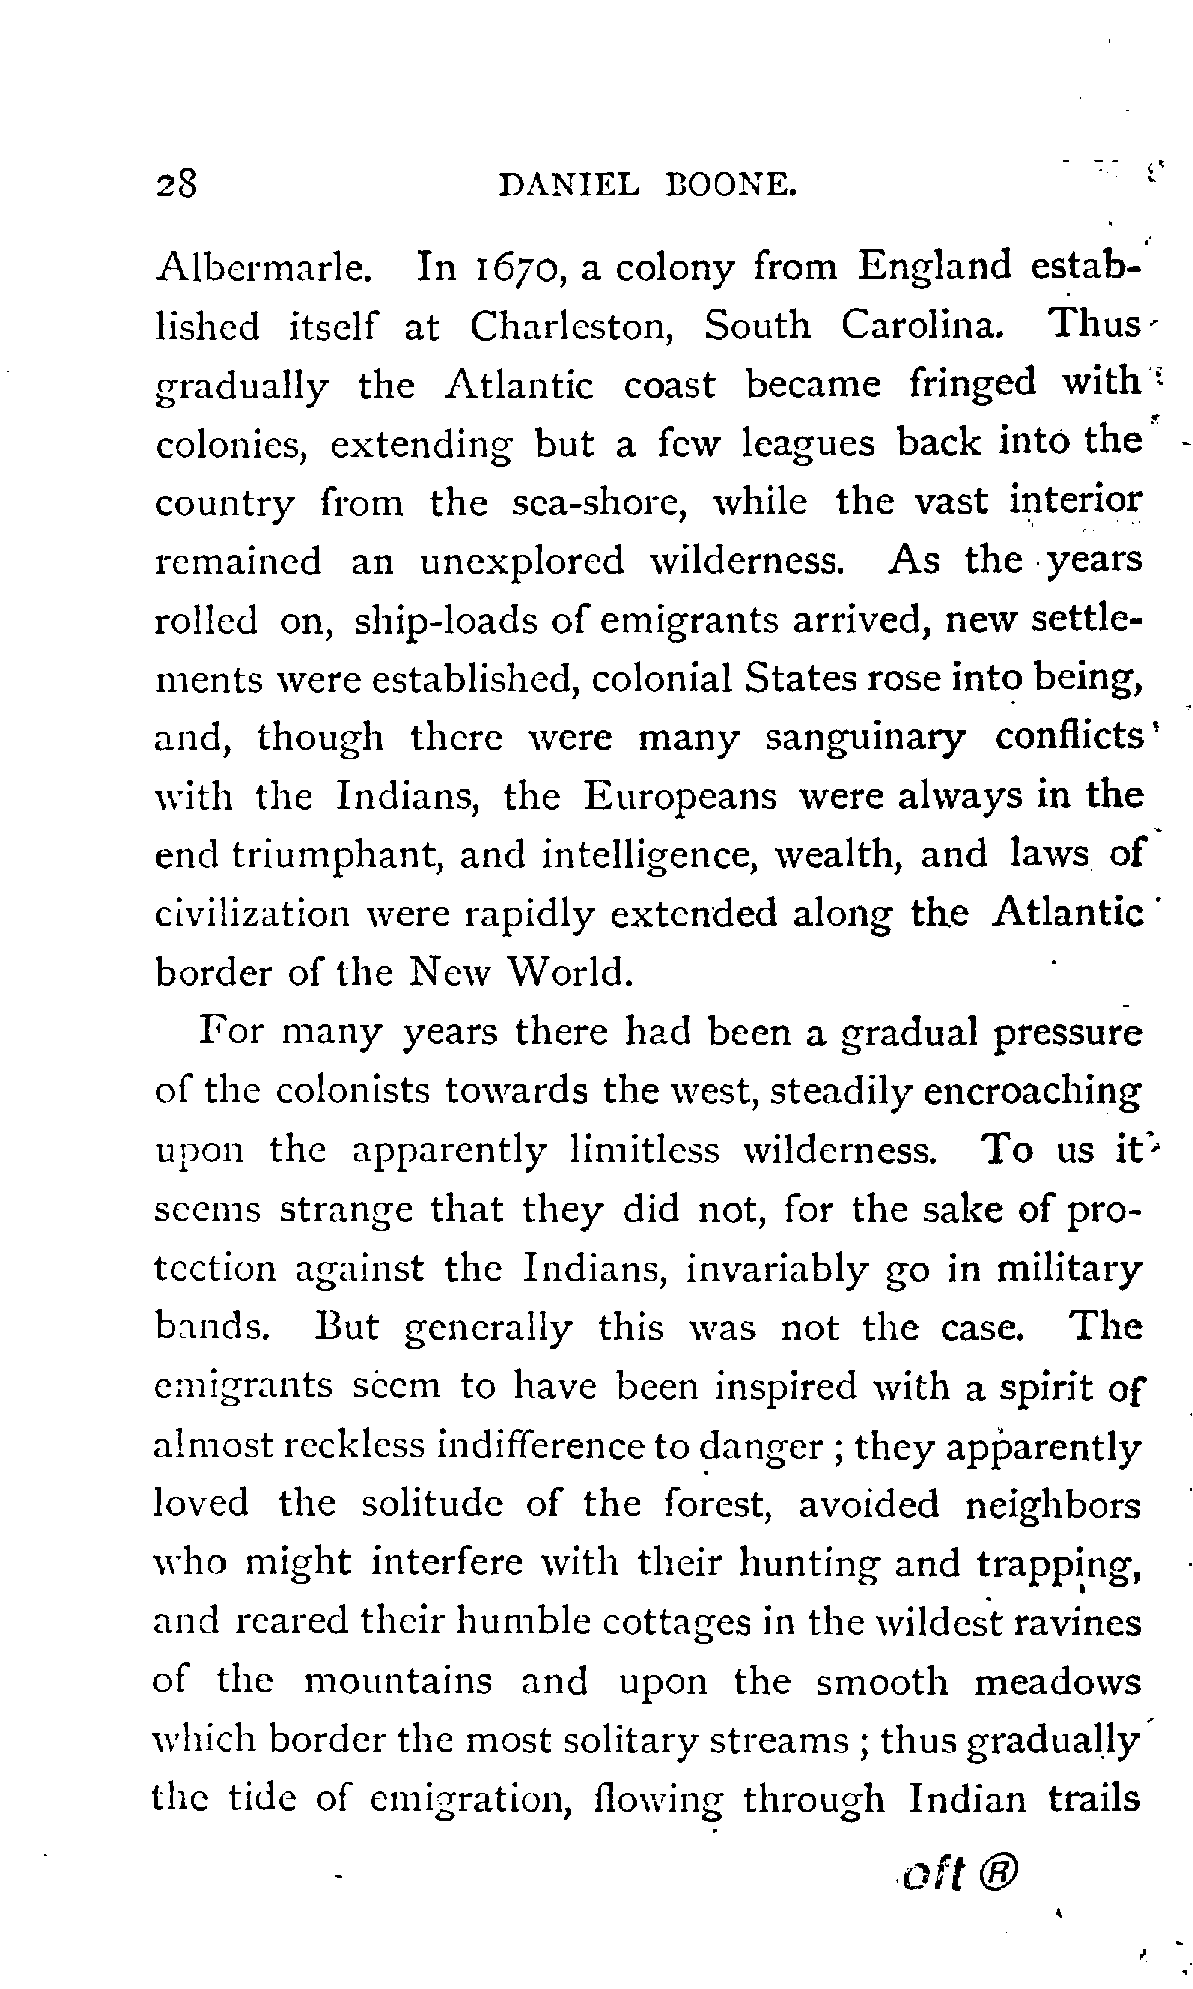 28 DANIEL BOONE.
Albermarle. In 1670, a colony from England estab-
lished itself at Charleston, South Carolina. Thus
gradually the Atlantic coast became fringed with
colonies, extending but a few leagues back into the
country from the sea-shore, while the vast interior
remained an unexplored wilderness. As the years
rolled on, ship-loads of emigrants arrived, new settle-
ments were established, colonial States rose into being,
and, though there were many sanguinary conflicts
with the Indians, the Europeans were always in the
end triumphant, and intelligence, wealth, and laws of
civilization were rapidly extended along the Atlantic
border of the New World.
For many years there had been a gradual pressure
of the colonists towards the west, steadily encroaching
upon the apparently limitless wilderness. To us it
seems strange that they did not, for the sake of pro-
tection against the Indians, invariably go in military
bands. But generally this was not the case. The
emigrants seem to have been inspired with a spirit of
almost reckless indifference to danger ; they apparently
loved the solitude of the forest, avoided neighbors
who might interfere with their hunting and trapping,
and reared their humble cottages in the wildest ravines
of the mountains and upon the smooth meadows
which border the most solitary streams ; thus gradually
the tide of emigration, flowing through Indian trails
oft ®